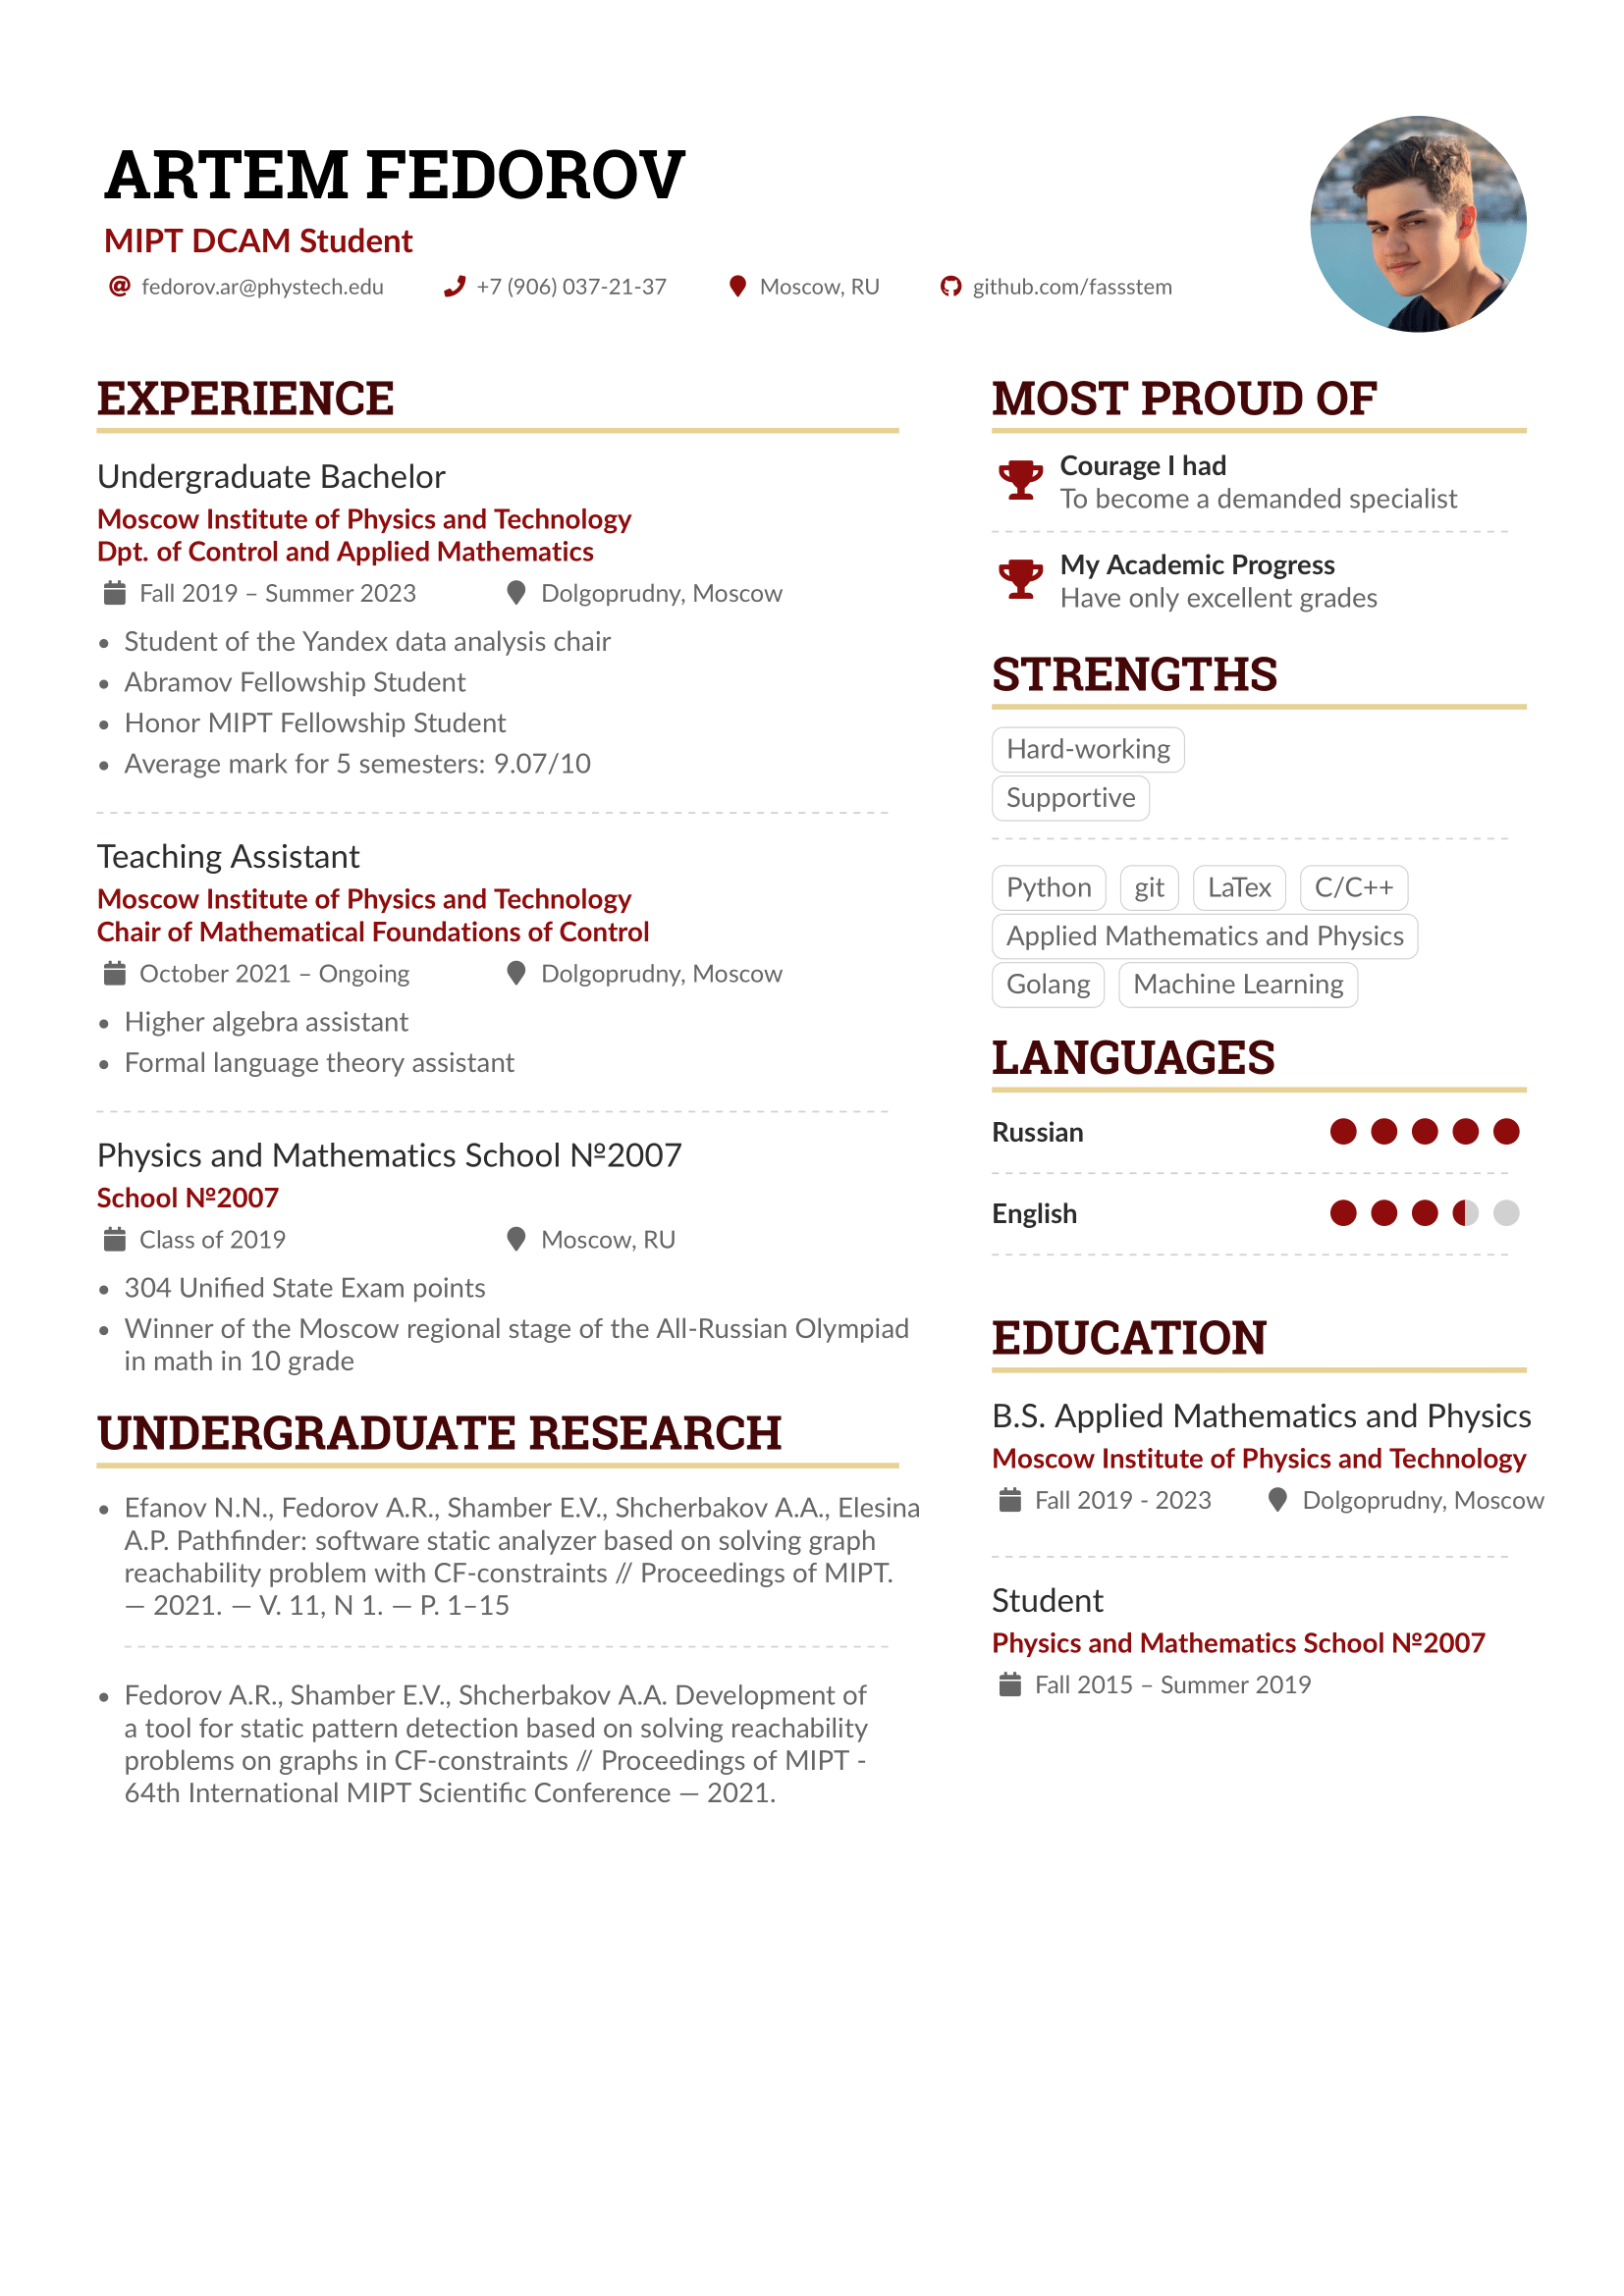 ARTEM FEDOROV
MIPT DCAM Student
fedorov.ar@phystech.edu +7 (906) 037-21-37 Moscow, RU github.com/fassstem
EXPERIENCE
Undergraduate Bachelor
Moscow Institute of Physics and Technology
Dpt. of Control and Applied Mathematics
Fall 2019 – Summer 2023 Dolgoprudny, Moscow
• Student of the Yandex data analysis chair
• Abramov Fellowship Student
• Honor MIPT Fellowship Student
• Average mark for 5 semesters: 9.07/10
Teaching Assistant
Moscow Institute of Physics and Technology
Chair of Mathematical Foundations of Control
October 2021 – Ongoing Dolgoprudny, Moscow
• Higher algebra assistant
• Formal language theory assistant
Physics and Mathematics School №2007
School №2007
Class of 2019 Moscow, RU
• 304 Unified State Exam points
• Winner of the Moscow regional stage of the All-Russian Olympiad
in math in 10 grade
UNDERGRADUATE RESEARCH
• Efanov N.N., Fedorov A.R., Shamber E.V., Shcherbakov A.A., Elesina
A.P. Pathfinder: software static analyzer based on solving graph
reachability problem with CF-constraints // Proceedings of MIPT.
— 2021. — V. 11, N 1. — P. 1–15
• Fedorov A.R., Shamber E.V., Shcherbakov A.A. Development of
a tool for static pattern detection based on solving reachability
problems on graphs in CF-constraints // Proceedings of MIPT -
64th International MIPT Scientific Conference — 2021.
MOST PROUD OF
Courage I had
To become a demanded specialist
My Academic Progress
Have only excellent grades
STRENGTHS
Hard-working
Supportive
Python git LaTex C/C++
Applied Mathematics and Physics
Golang Machine Learning
LANGUAGES
Russian
English
EDUCATION
B.S. Applied Mathematics and Physics
Moscow Institute of Physics and Technology
Fall 2019 - 2023 Dolgoprudny, Moscow
Student
Physics and Mathematics School №2007
Fall 2015 – Summer 2019